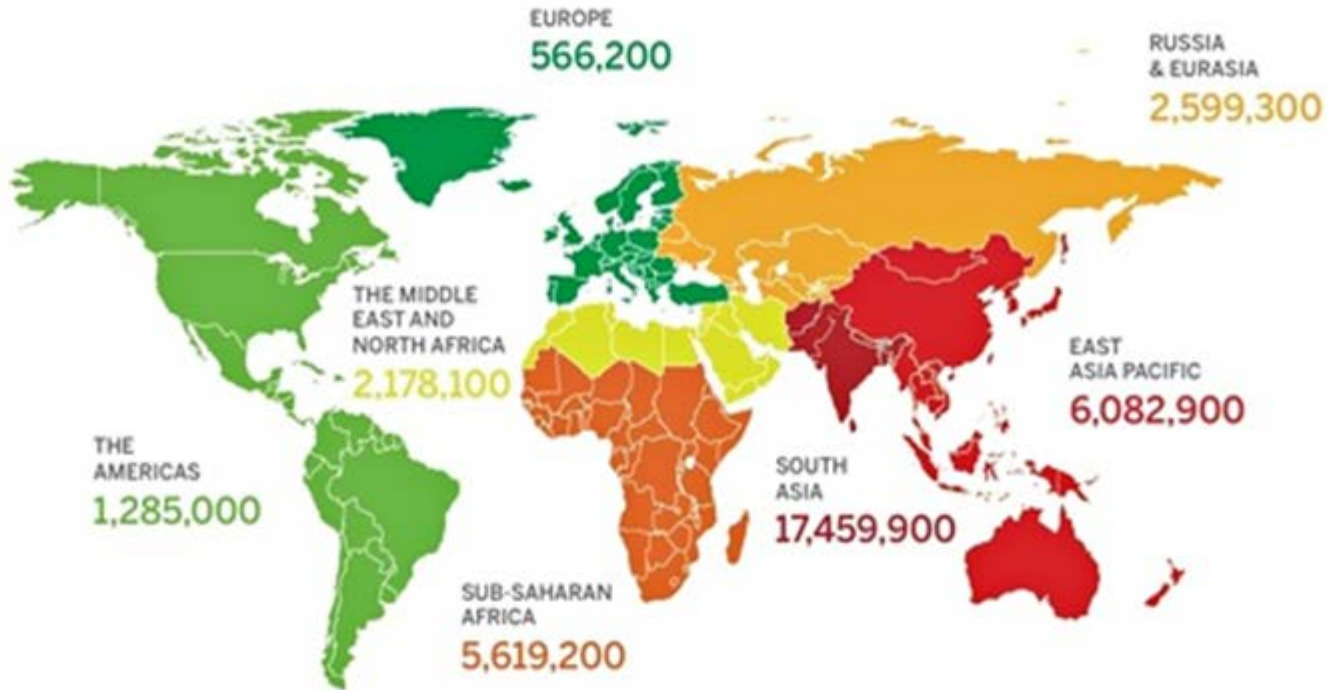 EUROPE
566,200
RUSSIA
& EURASIA
2,599,300
THE MIDDLE
EAST AND
NORTH AFRICA
2,178,100
EAST
ASIA PACIFIC
6,082,900
THE
AMERICAS
1,285,000
SOUTH
ASIA
17,459,900
SUB-SAHARAN
AFRICA
5,619,200